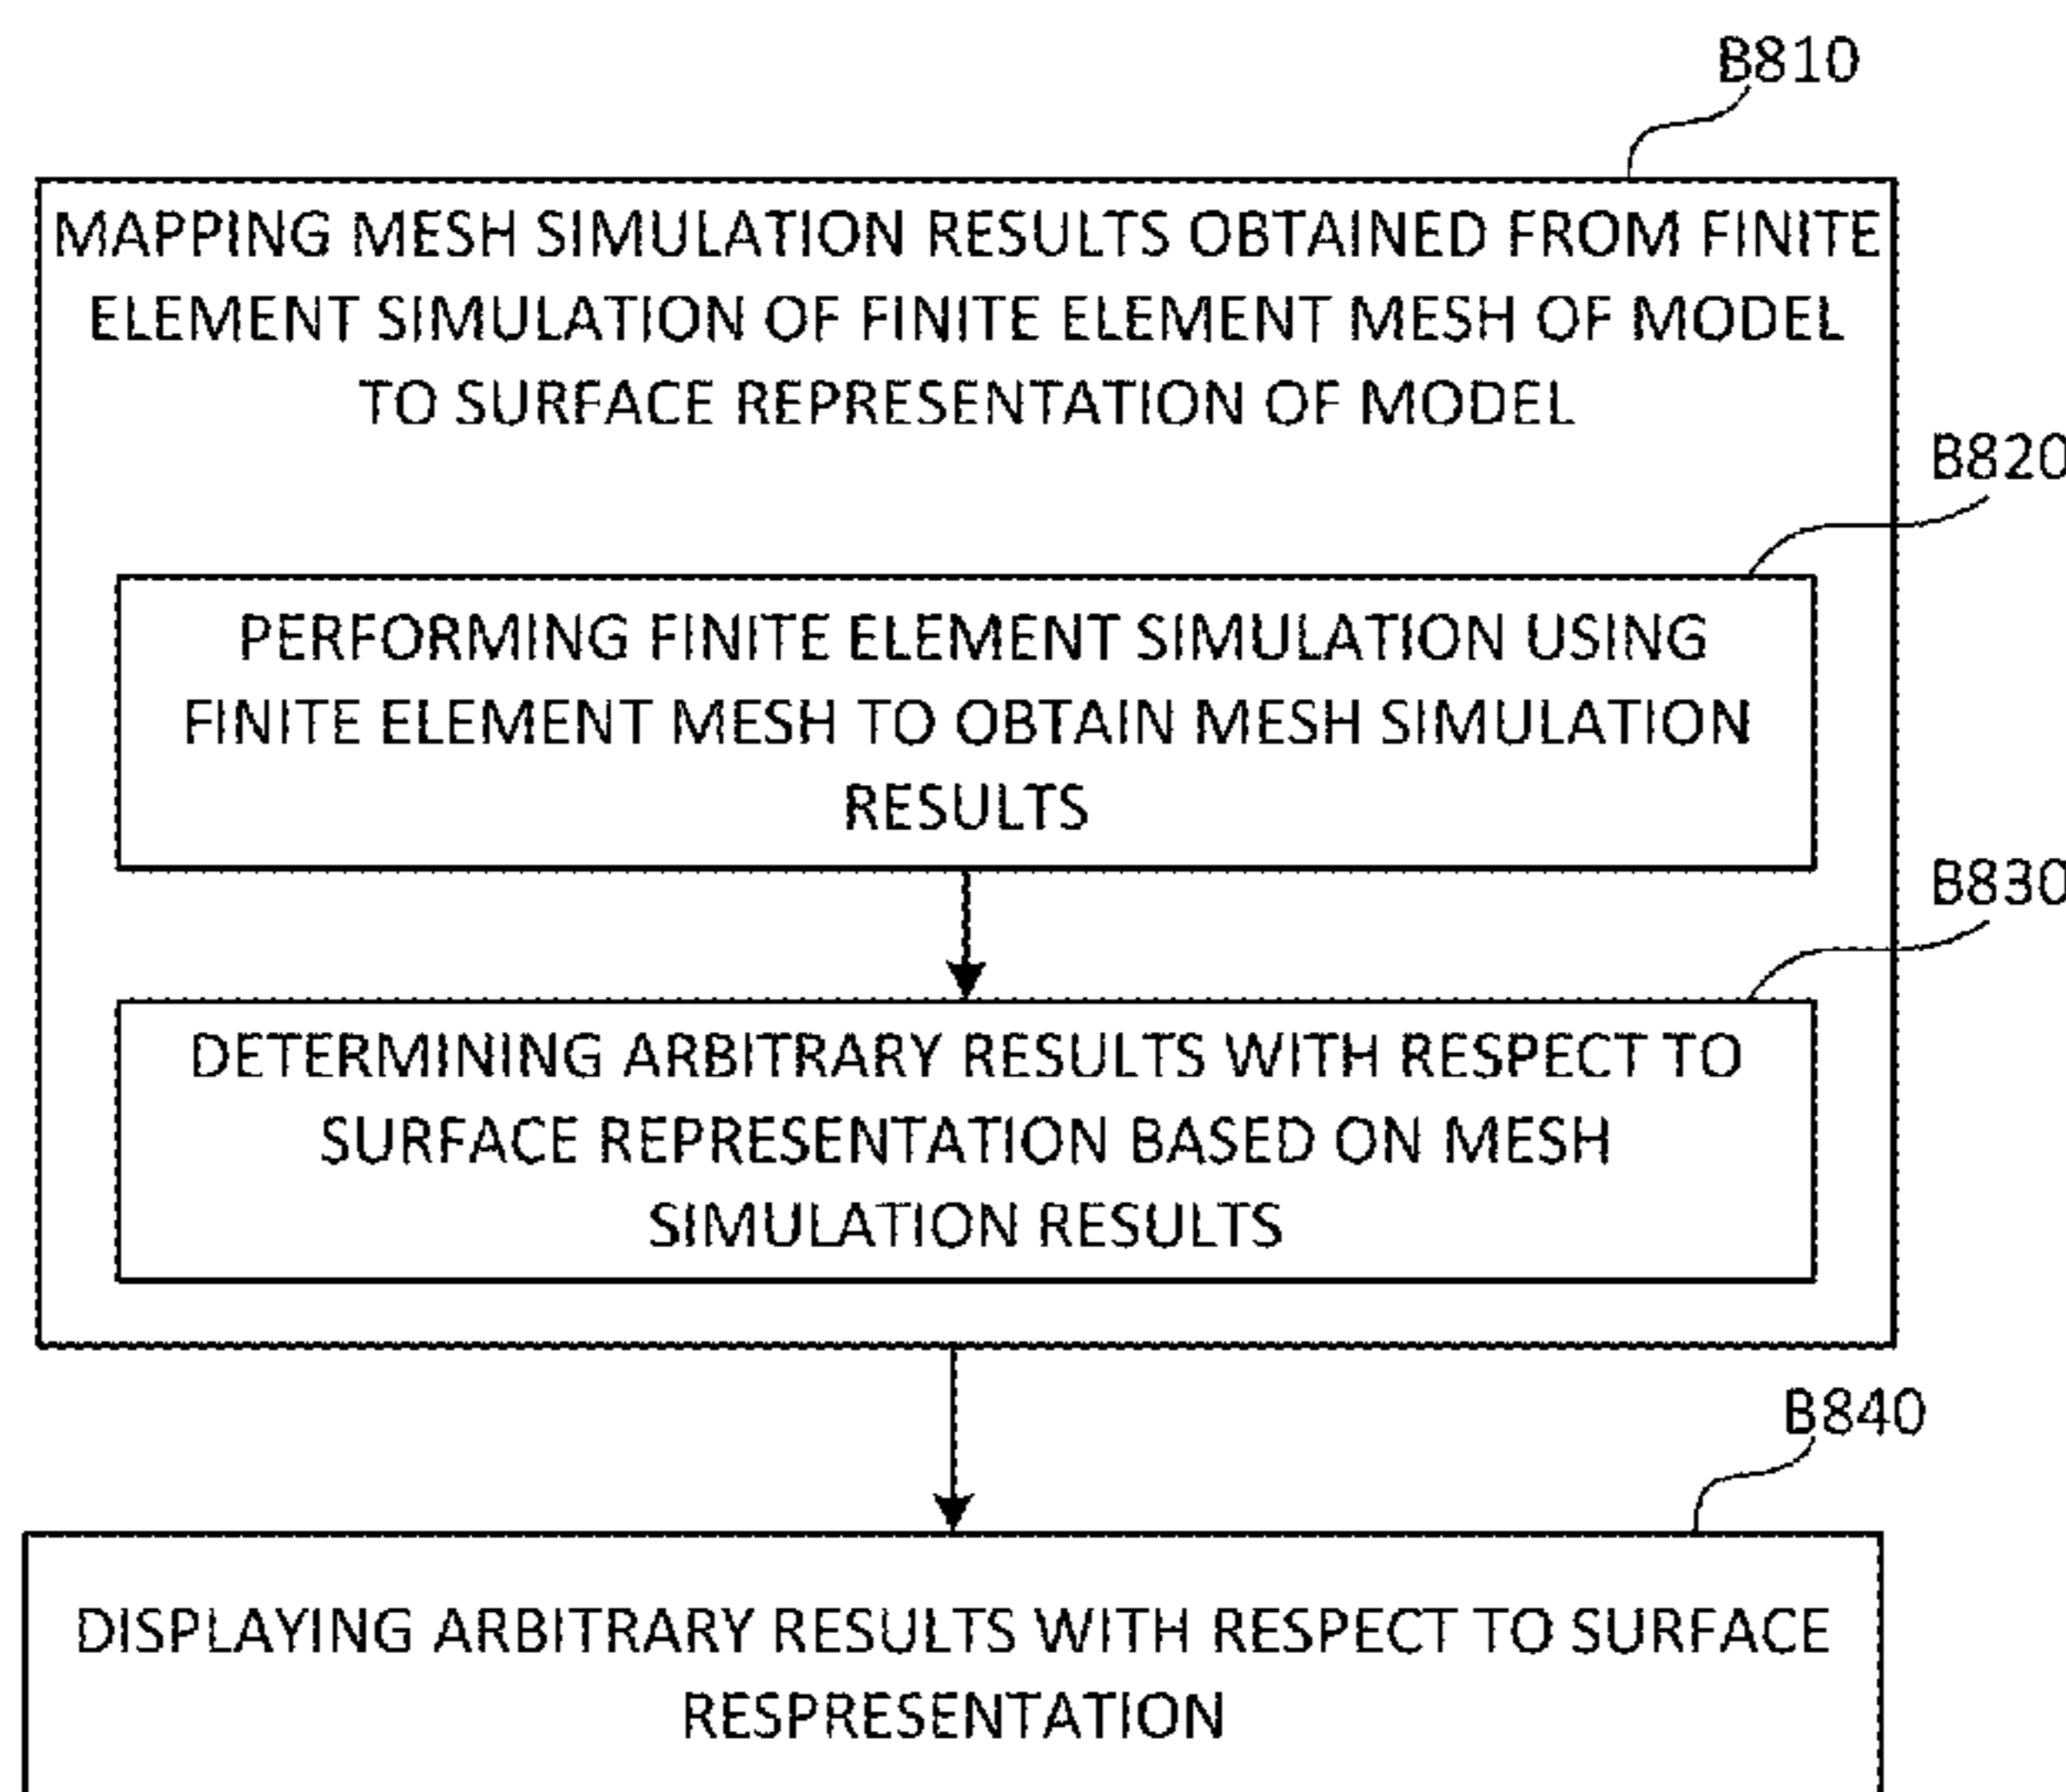 B810
MAPPING MESH SIMULATION RESULTS OBTAINED FROM FINITE
ELEMENT SIMULATION OF FINITE ELEMENT MESH OF MODEL
TO SURFACE REPRESENTATION OF MODEL
B820
PERFORMING FINITE ELEMENT SIMULATION USING
FINITE ELEMENT MESH TO OBTAIN MESH SIMULATION
RESULTS
B830
DETERMINING ARBITRARY RESULTS WITH RESPECT TO
SURFACE REPRESENTATION BASED ON MESH
SIMULATION RESULTS
B840
DISPLAYING ARBITRARY RESULTS WITH RESPECT TO SURFACE
RESPRESENTATION